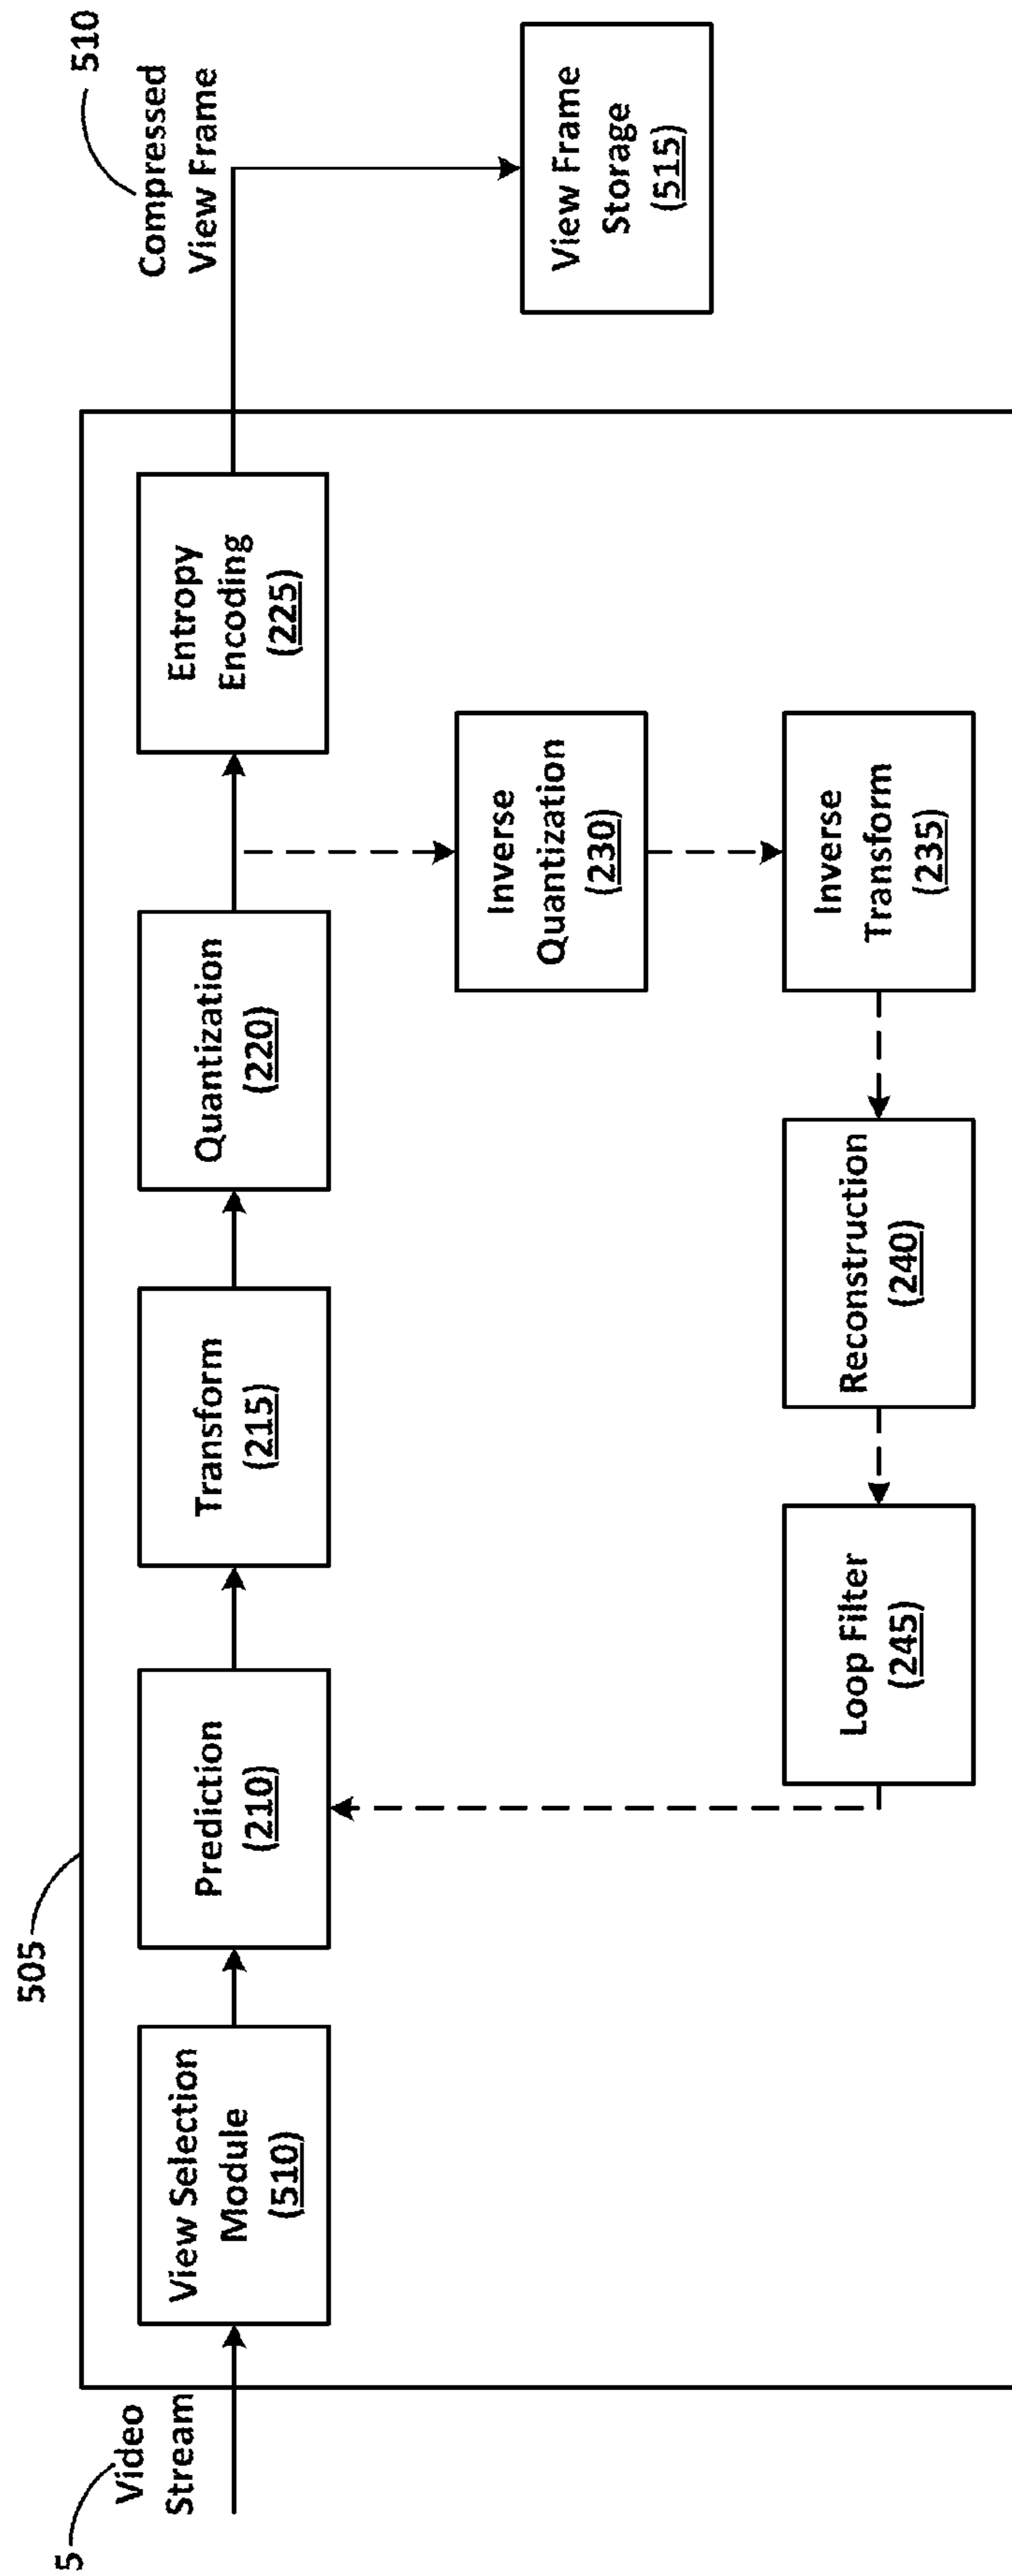 5
Video
Stream
505
View Selection
Module
(510)
Prediction
(210)
Transform
(215)
Quantization
(220)
Entropy
Encoding
(225)
510
Compressed
View Frame
View Frame
Storage
(515)
Inverse
Quantization
(230)
Inverse
Transform
(235)
Reconstruction
(240)
Loop Filter
(245)